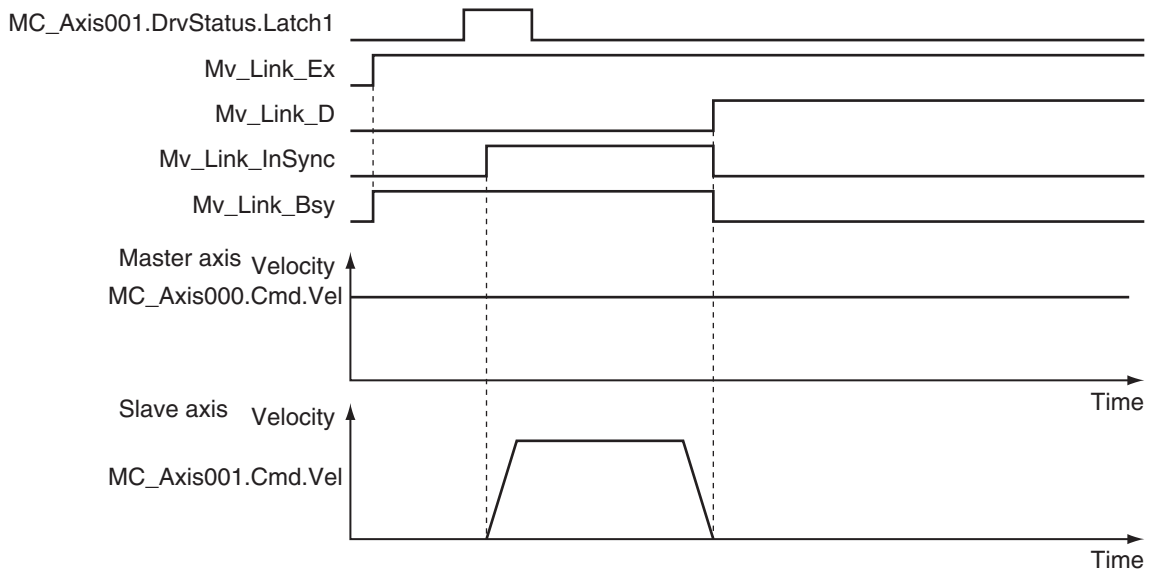 MC_Axis001.DrvStatus.Latch1
Mv_Link_Ex
Mv_Link_D
Mv_Link_InSync
Mv_Link_Bsy
Master axis Velocity
MC_Axis000.Cmd.Vel
Time
Slave axis Velocity
MC_Axis001.Cmd.Vel
Time